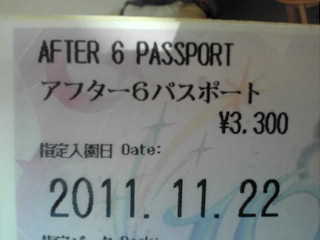 AFTER 6 PASSPORT
アフター6パスポート
¥3,300
指定入園日 Date:
2011.11.22